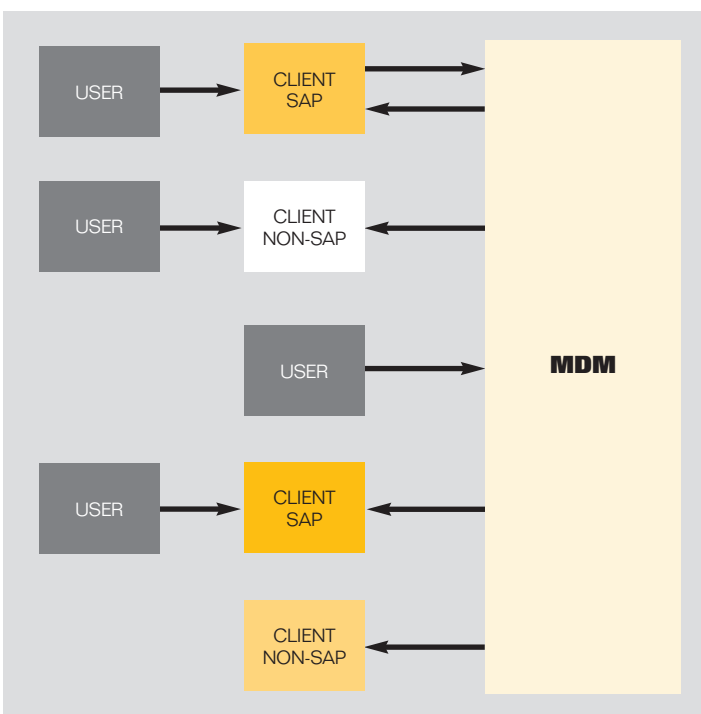 USER
CLIENT
SAP
USER
CLIENT
NON-SAP
USER
MDM
USER
CLIENT
SAP
CLIENT
NON-SAP